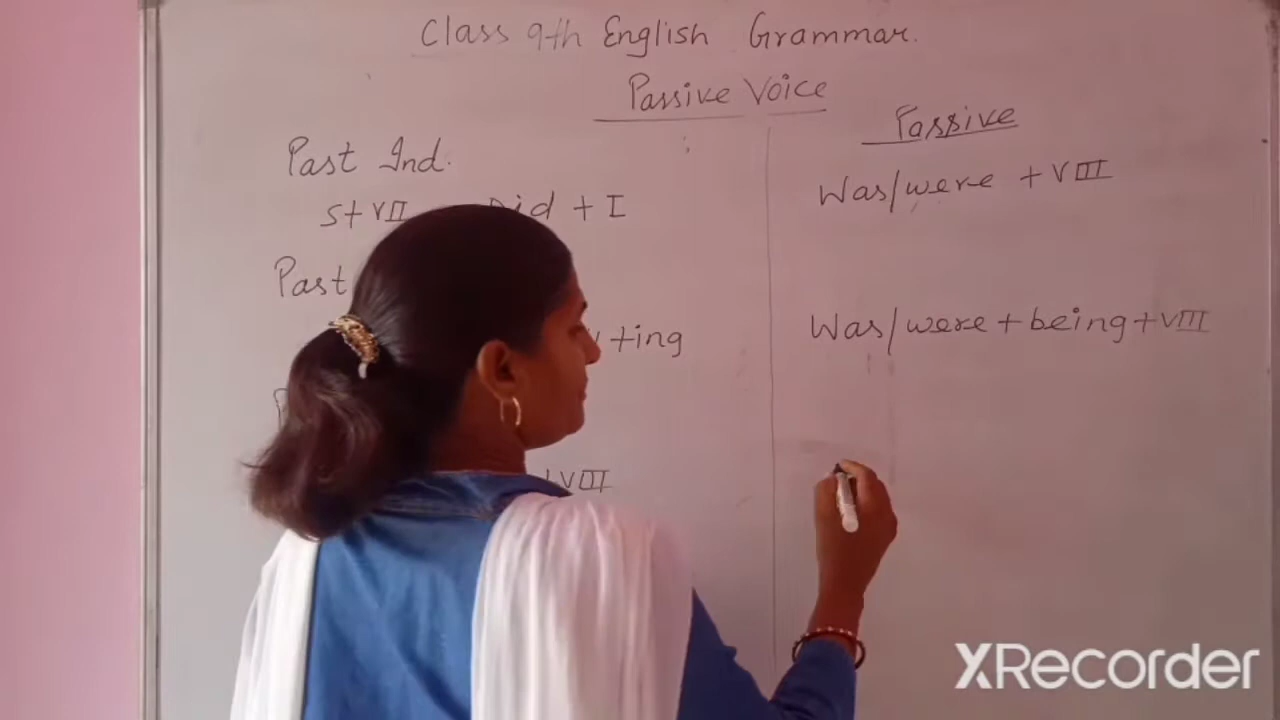 Class 9th English Grammar.
Passive Voice
Passive
Past Ind.
Was/were + VIII
S+ VII Did + I
Past
+ing
Was/were + being + VIII
+VIII
XRecorder